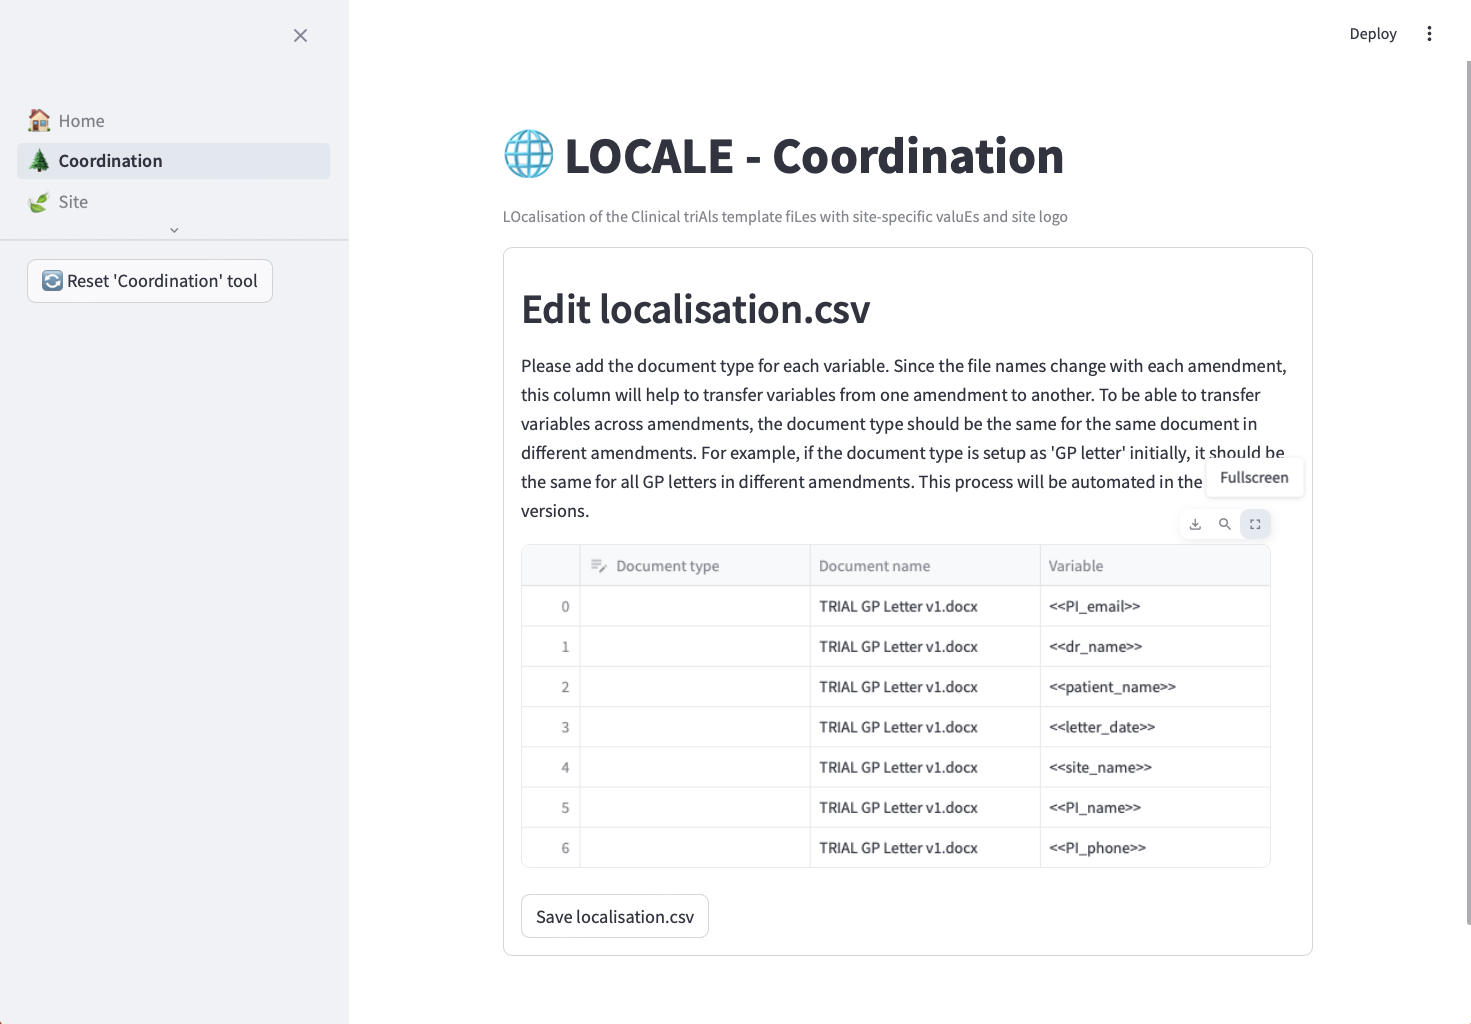 Deploy
Home
Coordination
Site
Reset 'Coordination' tool
LOCALE - Coordination
LOcalisation of the Clinical triAls template fiLes with site-specific valuEs and site logo
Edit localisation.csv
Please add the document type for each variable. Since the file names change with each amendment,
this column will help to transfer variables from one amendment to another. To be able to transfer
variables across amendments, the document type should be the same for the same document in
different amendments. For example, if the document type is setup as 'GP letter' initially, it should be
the same for all GP letters in different amendments. This process will be automated in the
Fullscreen
versions.
Document type Document name Variable
0 TRIAL GP Letter v1.docx <<PI_email>>
1 TRIAL GP Letter v1.docx <<dr_name>>
2 TRIAL GP Letter v1.docx <<patient_name>>
3 TRIAL GP Letter v1.docx <<letter_date>>
4 TRIAL GP Letter v1.docx <<site_name>>
5 TRIAL GP Letter v1.docx <<PI_name>>
6 TRIAL GP Letter v1.docx <<PI_phone>>
Save localisation.csv